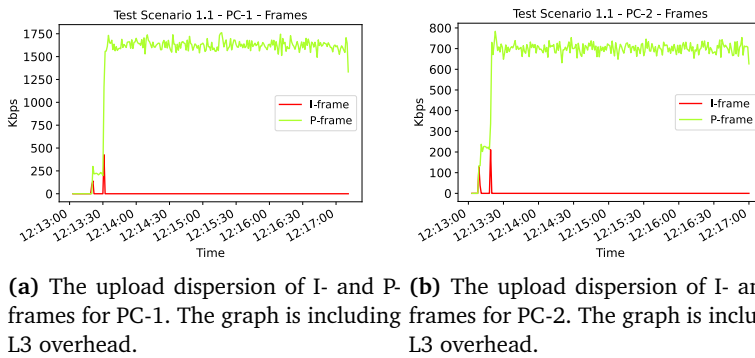 Test Scenario 1.1 - PC-1 - Frames
1750
1500
1250
1000
750
500
250
0
Kbps
I-frame
P-frame
12:13:00
12:13:30
12:14:00
12:14:30
12:15:00
12:15:30
12:16:00
12:16:30
12:17:00
Time
Test Scenario 1.1 - PC-2 - Frames
800
700
600
500
400
300
200
100
0
Kbps
I-frame
P-frame
12:13:00
12:13:30
12:14:00
12:14:30
12:15:00
12:15:30
12:16:00
12:16:30
12:17:00
Time
(a) The upload dispersion of I- and P-
frames for PC-1. The graph is including
L3 overhead.
(b) The upload dispersion of I- an
frames for PC-2. The graph is inclu
L3 overhead.